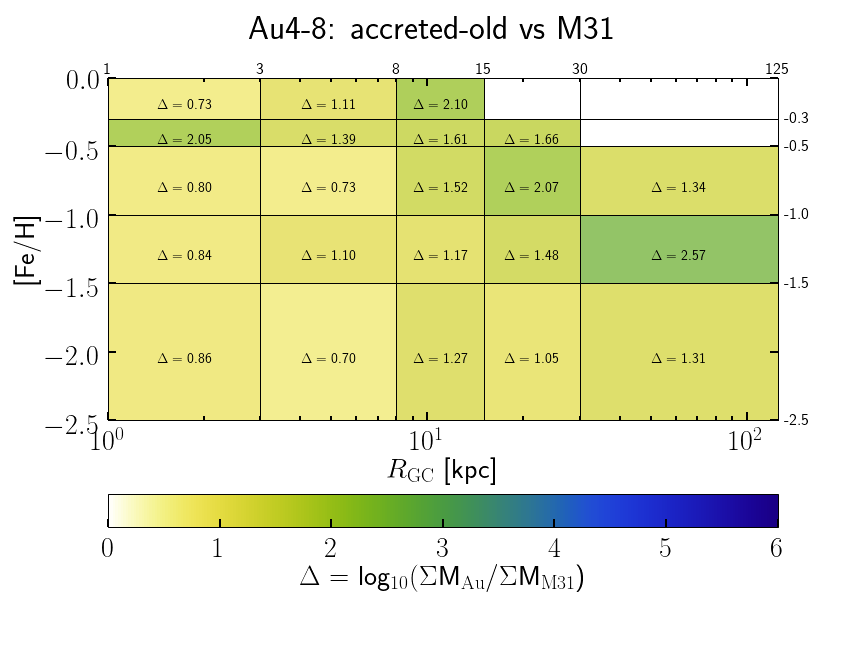 Au4-8: accreted-old vs M31
1 3 8 15 30 125
0.0
Δ = 0.73 Δ = 1.11 Δ = 2.10
-0.3
Δ = 2.05 Δ = 1.39 Δ = 1.61 Δ = 1.66
−0.5 -0.5
Δ = 0.80 Δ = 0.73 Δ = 1.52 Δ = 2.07 Δ = 1.34
−1.0 -1.0
[Fe/H]
Δ = 0.84 Δ = 1.10 Δ = 1.17 Δ = 1.48 Δ = 2.57
−1.5 -1.5
−2.0
Δ = 0.86 Δ = 0.70 Δ = 1.27 Δ = 1.05 Δ = 1.31
−2.5 -2.5
10⁰ 10¹ 10²
R_GC [kpc]
0 1 2 3 4 5 6
Δ = log₁₀(ΣM_Au/ΣM_M31)